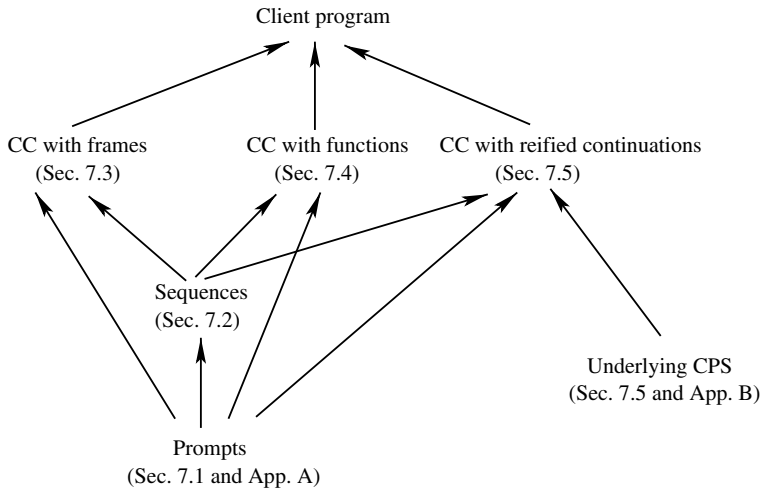 Client program
CC with frames
(Sec. 7.3)
CC with functions
(Sec. 7.4)
CC with reified continuations
(Sec. 7.5)
Sequences
(Sec. 7.2)
Underlying CPS
(Sec. 7.5 and App. B)
Prompts
(Sec. 7.1 and App. A)